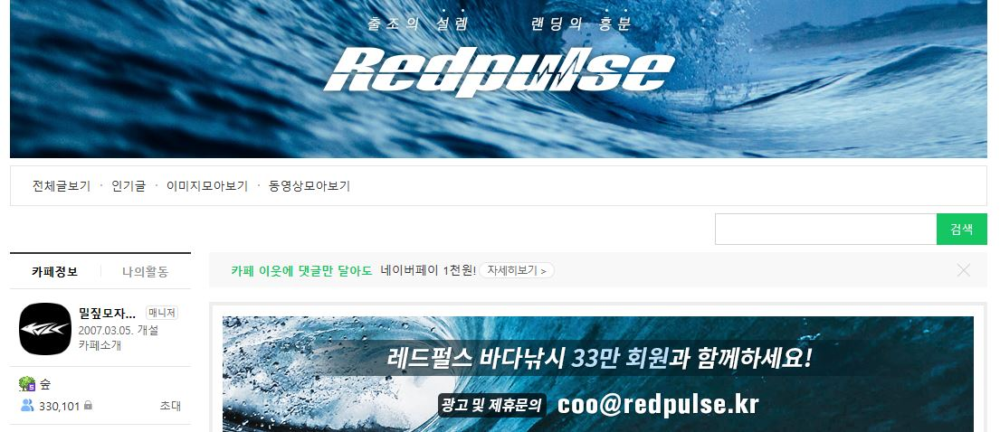 출조의 설렘 랜딩의 흥분
Redpulse
전체글보기 · 인기글 · 이미지모아보기 · 동영상모아보기
검색
카페정보 나의활동
카페 이웃에 댓글만 달아도 네이버페이 1천원! 자세히보기 >
밀짚모자... 매니저
2007.03.05. 개설
카페소개
레드펄스 바다낚시 33만 회원과 함께하세요!
5 숲
330,101 초대
광고 및 제휴문의 coo@redpulse.kr